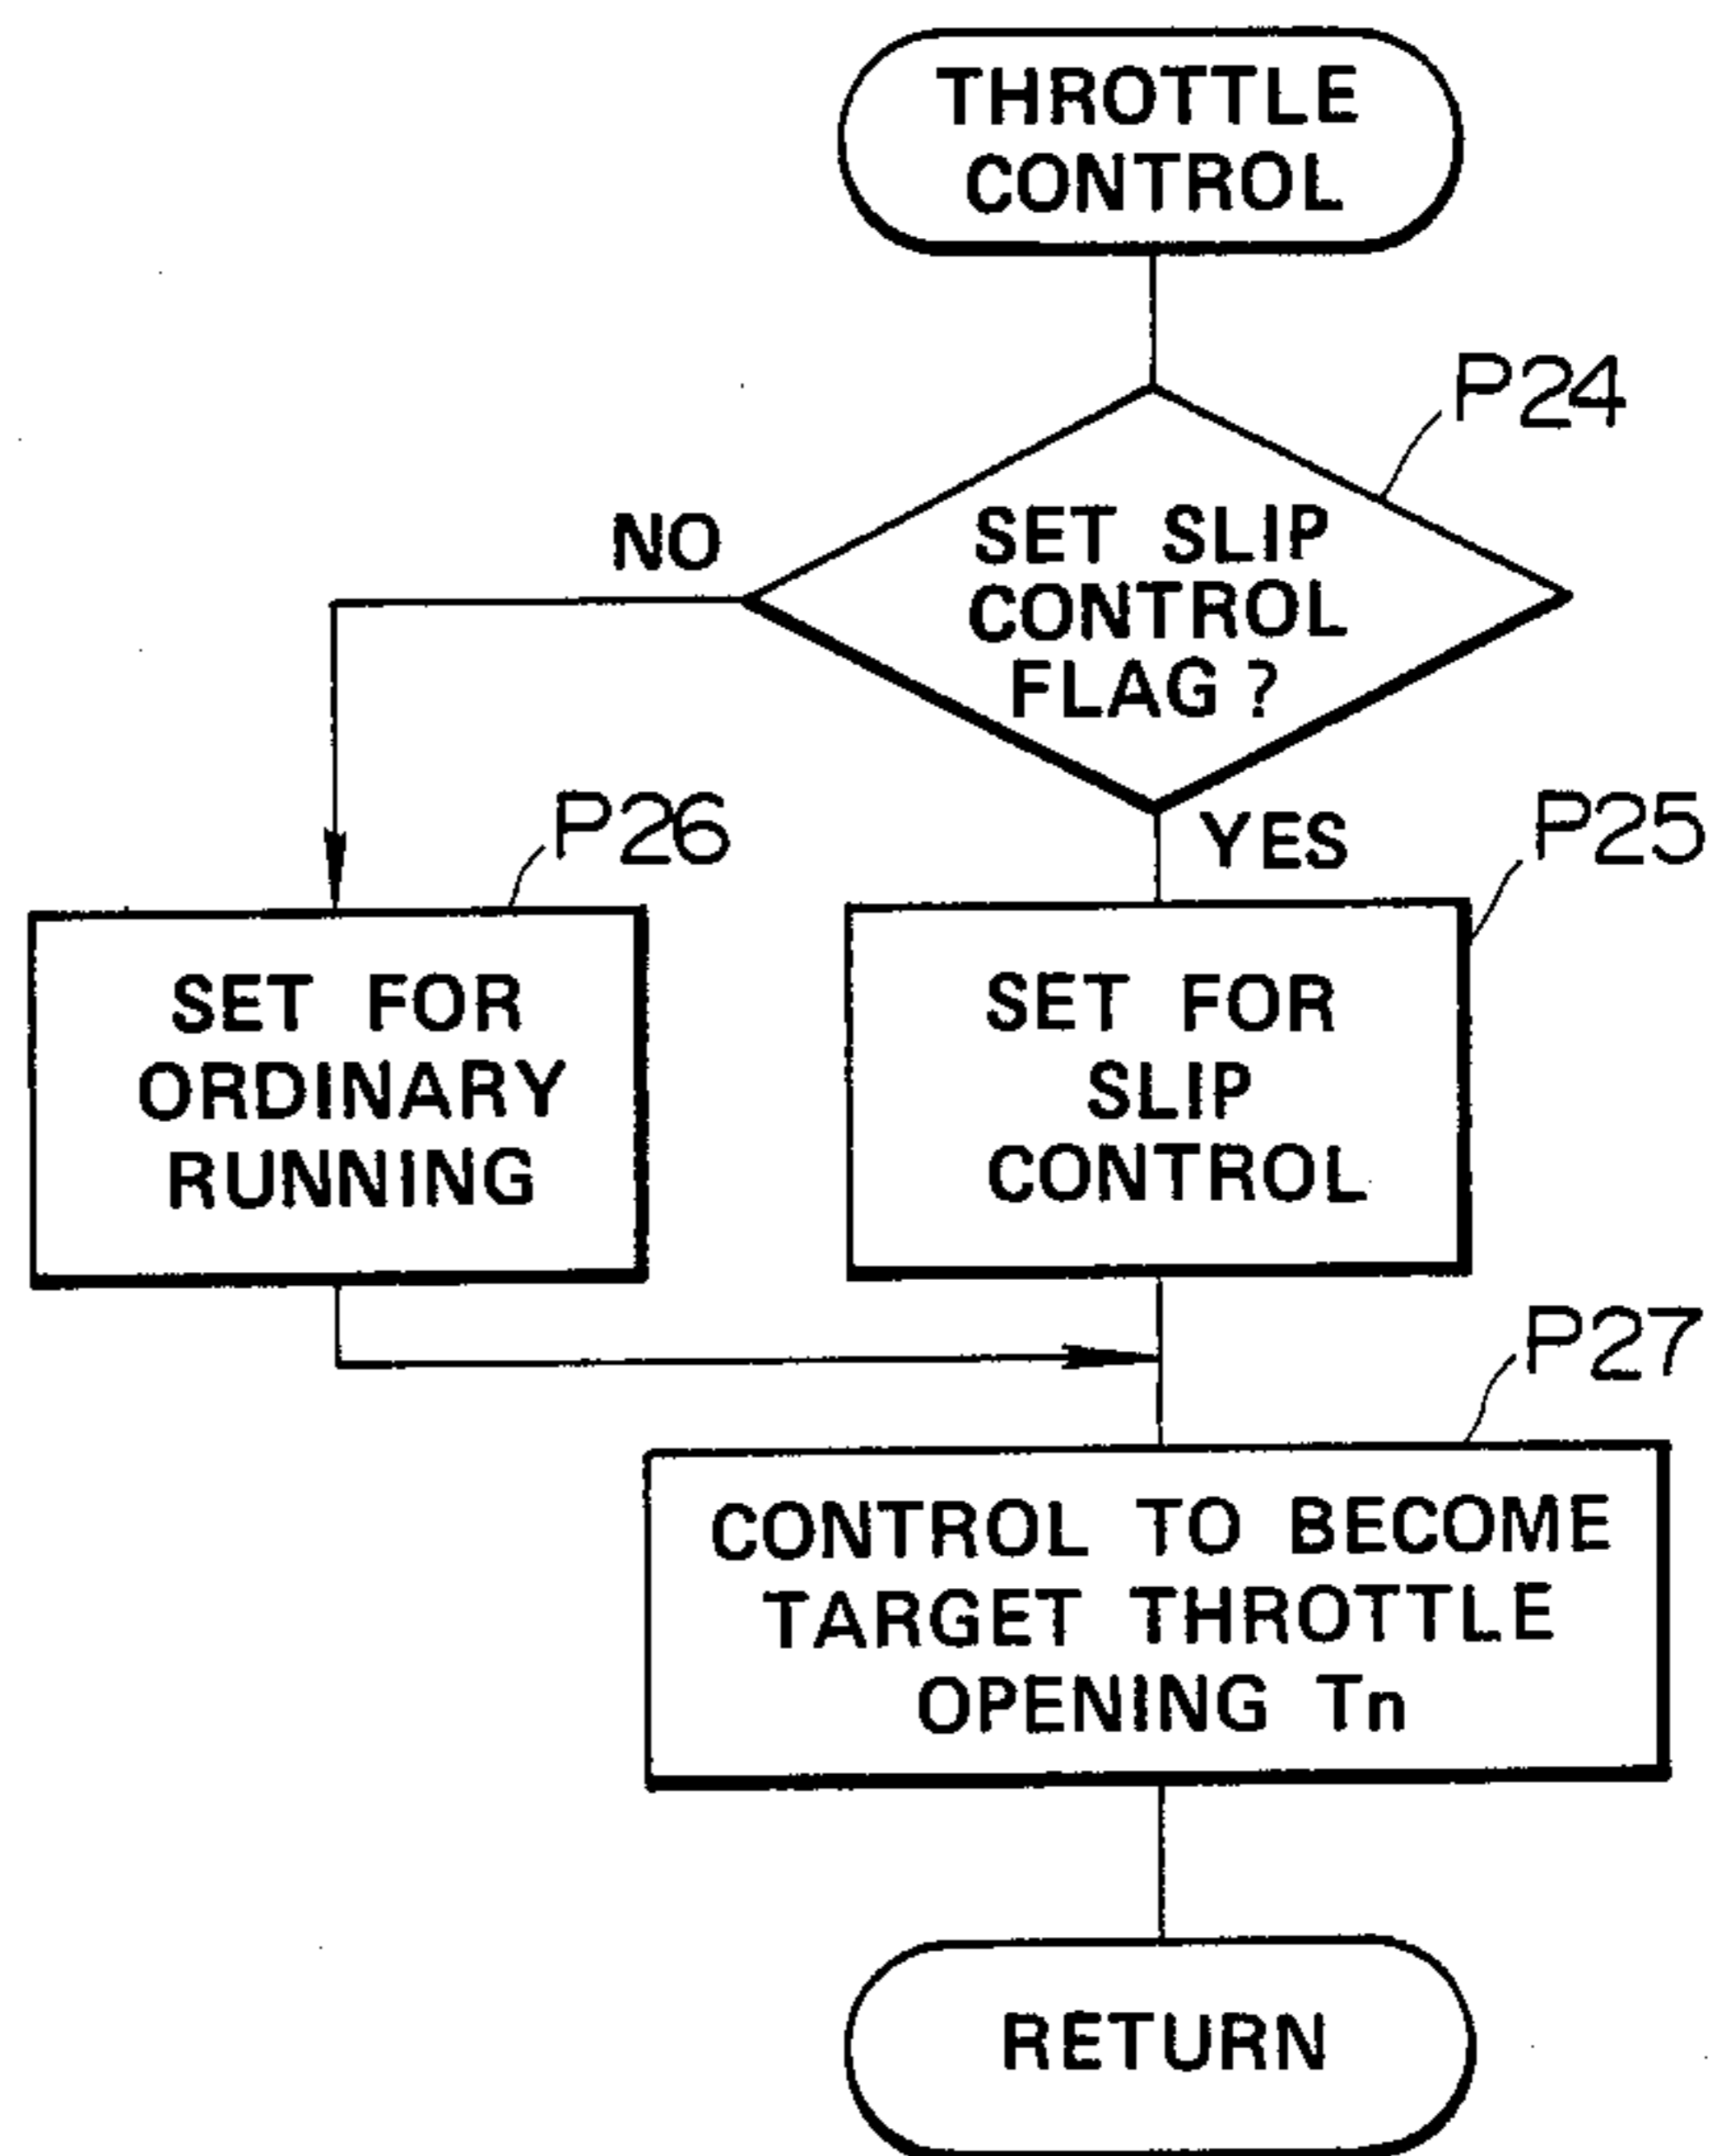 THROTTLE
CONTROL
P24
SET SLIP
CONTROL
FLAG ?
NO
YES
P26
P25
SET FOR
ORDINARY
RUNNING
SET FOR
SLIP
CONTROL
P27
CONTROL TO BECOME
TARGET THROTTLE
OPENING Tn
RETURN